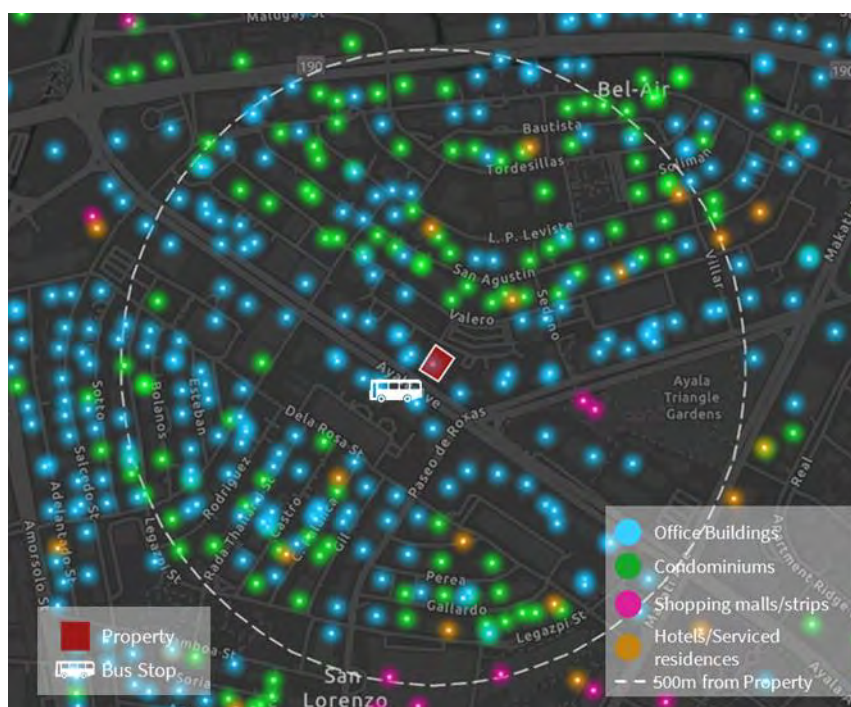 Malugay St
190
Bel-Air
190
Bautista
Tordesillas
Soliman
L. P. Leviste
San Agustin
Villar
Makati
Sedeno
Valero
Ayala Ave
Ayala
Triangle
Gardens
Paseo de Roxas
Dela Rosa St
Sotto
Bolanos
Esteban
Salcedo St
Adelantado St
Amorsolo St
Rodriguez
Legazpi St
Rada-Thailand St
Castro
Gil
Real
Apartment Ridge
Perea
Gallardo
Legazpi St
Soria
San
Lorenzo
Ayala
Property
Bus Stop
Office/Buildings
Condominiums
Shopping malls/strips
Hotels/Serviced
residences
500m from Property